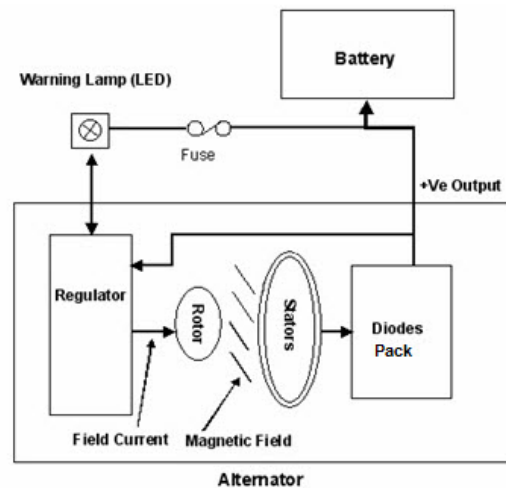 Battery
Warning Lamp (LED)
Fuse
+Ve Output
Regulator
Rotor
Stators
Diodes
Pack
Field Current
Magnetic Field
Alternator